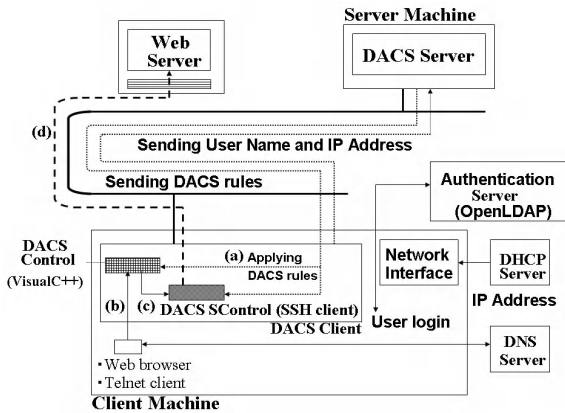 Server Machine
Web
Server
DACS Server
(d)
Sending User Name and IP Address
Sending DACS rules
Authentication
Server
(OpenLDAP)
DACS
Control
(VisualC++)
(a) Applying
DACS rules
Network
Interface
DHCP
Server
IP Address
(b)
(c)
DACS SControl (SSH client)
DACS Client
User login
DNS
Server
・Web browser
・Telnet client
Client Machine